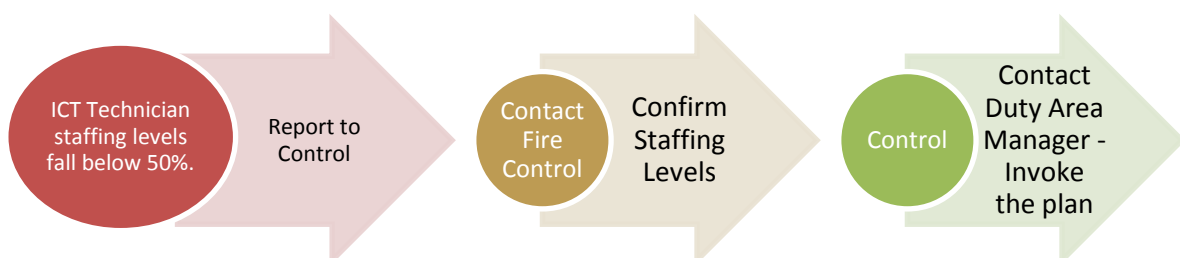 ICT Technician
staffing levels
fall below 50%.
Report to
Control
Contact
Fire
Control
Confirm
Staffing
Levels
Control
Contact
Duty Area
Manager -
Invoke
the plan